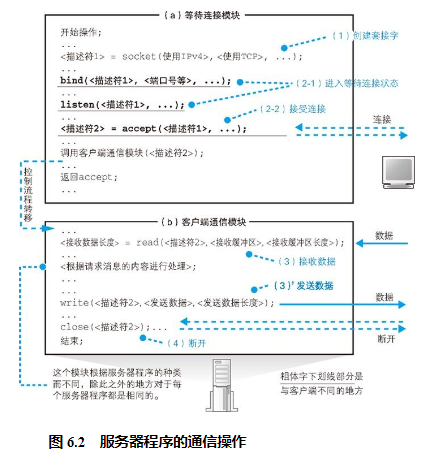 (a) 等待连接模块
开始操作;
...
<描述符1> = socket(使用IPv4>, <使用TCP>, ...);
(1) 创建套接字
...
bind(<描述符1>, <端口号等>, ...);
(2-1) 进入等待连接状态
...
listen(<描述符1>, ...);
...
(2-2) 接受连接
<描述符2> = accept(<描述符1>, ...);
连接
...
调用客户端通信模块(<描述符2>);
...
返回accept;
...
控制流程转移
(b) 客户端通信模块
...
<接收数据长度> = read(<描述符2>,<接收缓冲区>,<接收缓冲区长度>);
数据
...
(3) 接收数据
<根据请求消息的内容进行处理>;
...
...
(3)′发送数据
write(<描述符2>,<发送数据>,<发送数据长度>);
数据
...
close(<描述符2>);...
断开
结束;
(4) 断开
这个模块根据服务器程序的种类
而不同，除此之外的地方对于每
个服务器程序都是相同的。
粗体字下划线部分是
与客户端不同的地方
图 6.2 服务器程序的通信操作